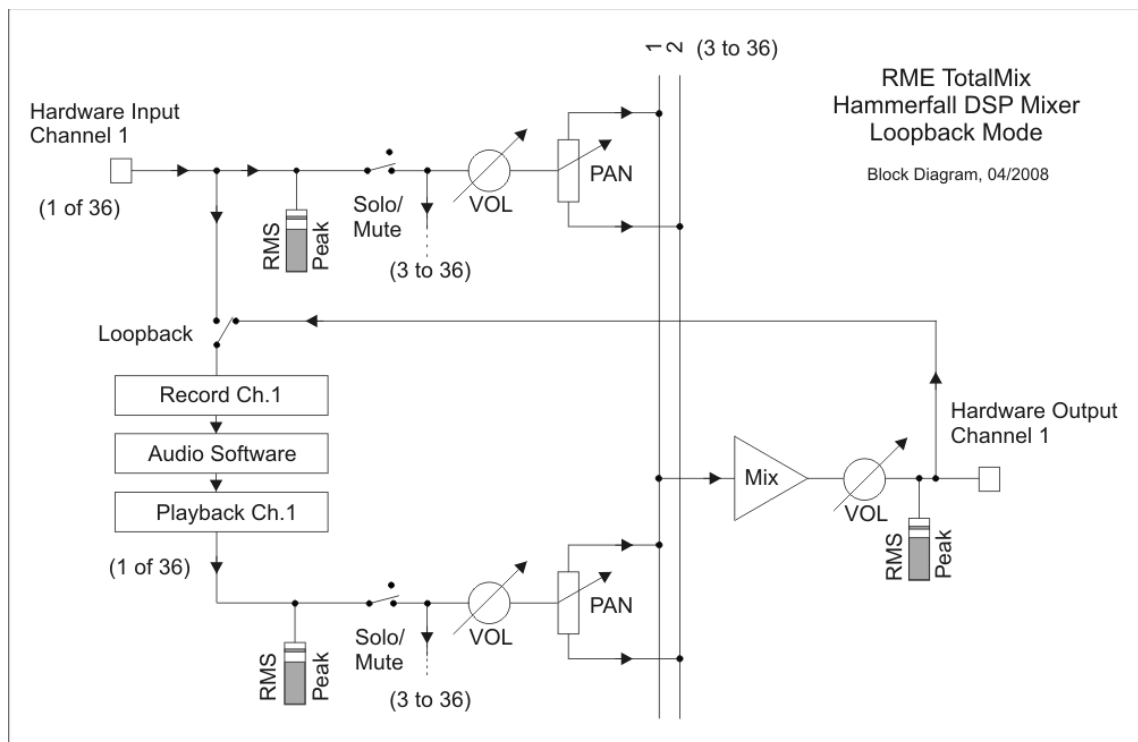 1
2
(3 to 36)
RME TotalMix
Hammerfall DSP Mixer
Loopback Mode
Block Diagram, 04/2008
Hardware Input
Channel 1
(1 of 36)
RMS
Peak
Solo/
Mute
(3 to 36)
VOL
PAN
Loopback
Record Ch.1
Audio Software
Playback Ch.1
(1 of 36)
RMS
Peak
Solo/
Mute
(3 to 36)
VOL
PAN
Mix
VOL
RMS
Peak
Hardware Output
Channel 1